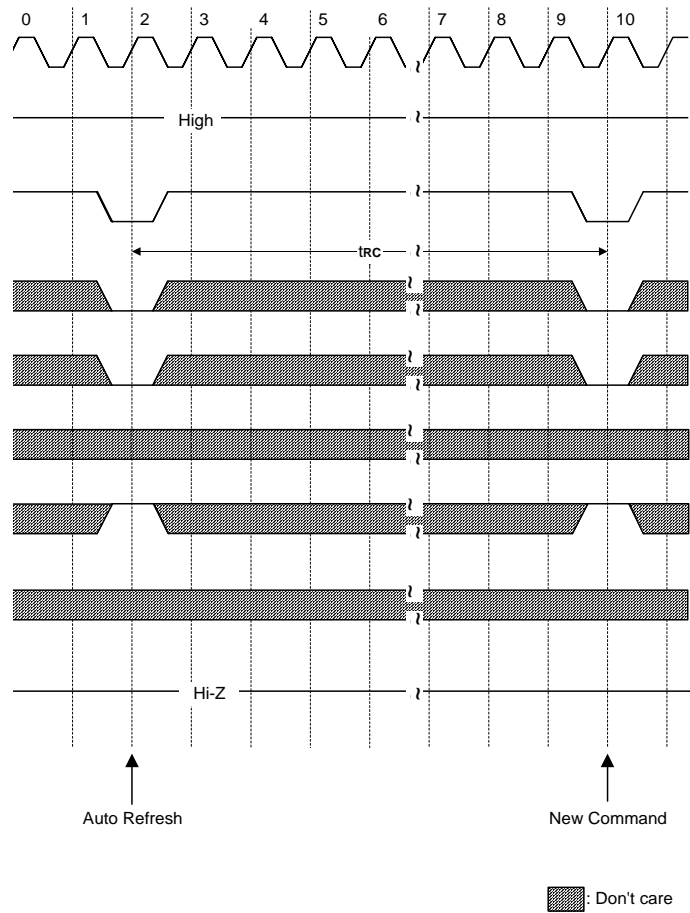 0 1 2 3 4 5 6 7 8 9 10
High
tRC
Hi-Z
Auto Refresh New Command
: Don't care